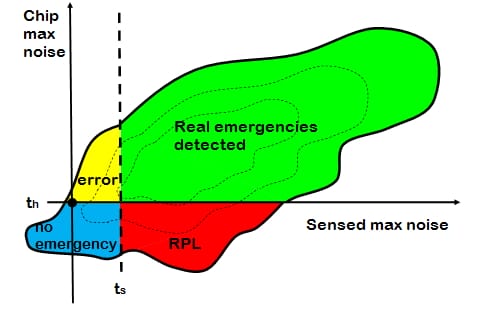 Chip
max
noise
Real emergencies
detected
error
th
Sensed max noise
no
emergency
RPL
ts